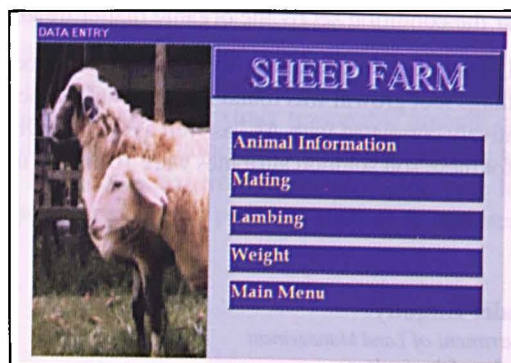 DATA ENTRY
SHEEP FARM
Animal Information
Mating
Lambing
Weight
Main Menu